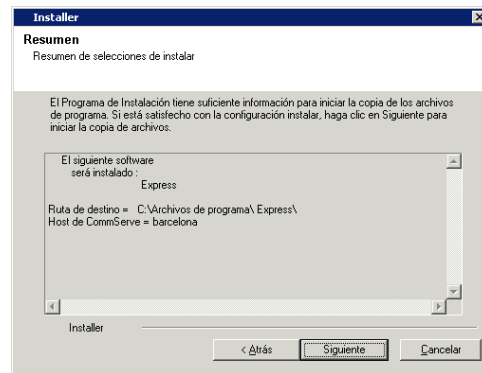 Installer
Resumen
Resumen de selecciones de instalar
El Programa de Instalación tiene suficiente información para iniciar la copia de los archivos
de programa. Si está satisfecho con la configuración instalar, haga clic en Siguiente para
iniciar la copia de archivos.
El siguiente software
será instalado :
Express
Ruta de destino = C:\Archivos de programa\ Express\
Host de CommServe = barcelona
Installer
< Atrás
Siguiente
Cancelar